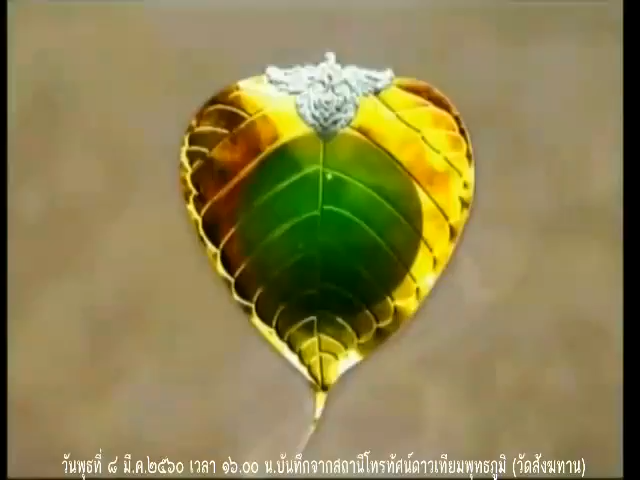 วันพุธที่ ๘ มี.ค.๒๕๖๐ เวลา ๑๖.๐๐ น.บันทึกจากสถานีโทรทัศน์ดาวเทียมพุทธภูมิ (วัดสังฆทาน)